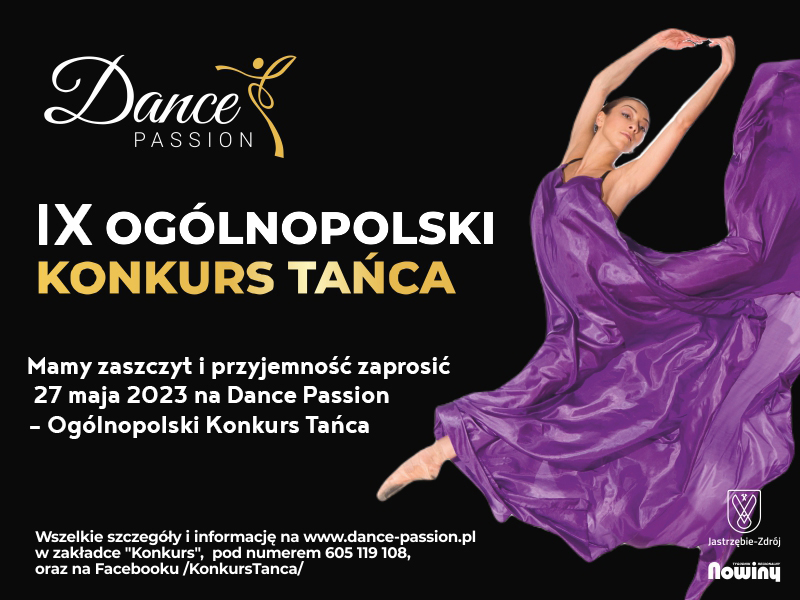 Dance
PASSION
IX OGÓLNOPOLSKI
KONKURS TAŃCA
Mamy zaszczyt i przyjemność zaprosić
27 maja 2023 na Dance Passion
– Ogólnopolski Konkurs Tańca
Wszelkie szczegóły i informację na www.dance-passion.pl
w zakładce "Konkurs", pod numerem 605 119 108,
oraz na Facebooku /KonkursTanca/
Jastrzębie-Zdrój
TYGODNIK REGIONALNY
Nowiny